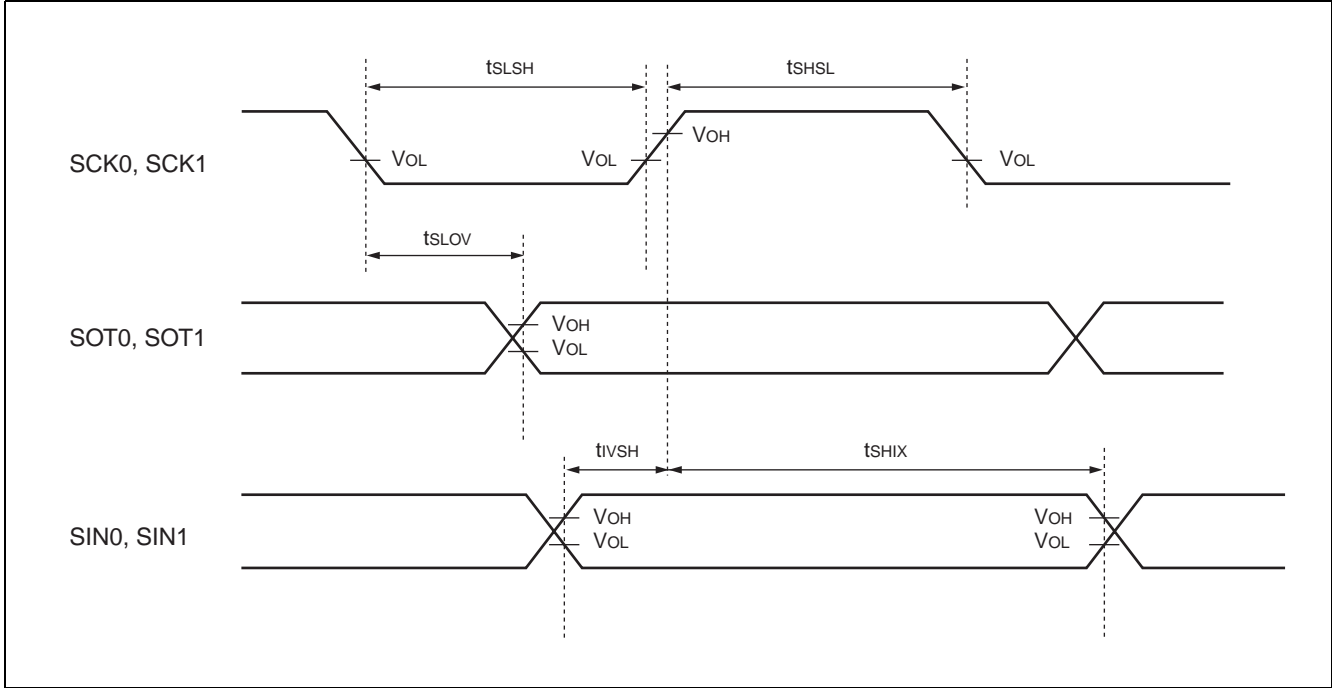 tSLSH tSHSL
VOH
SCK0, SCK1 VOL VOL VOL
tSLOV
SOT0, SOT1
VOH
VOL
tIVSH tSHIX
SIN0, SIN1
VOH VOH
VOL VOL